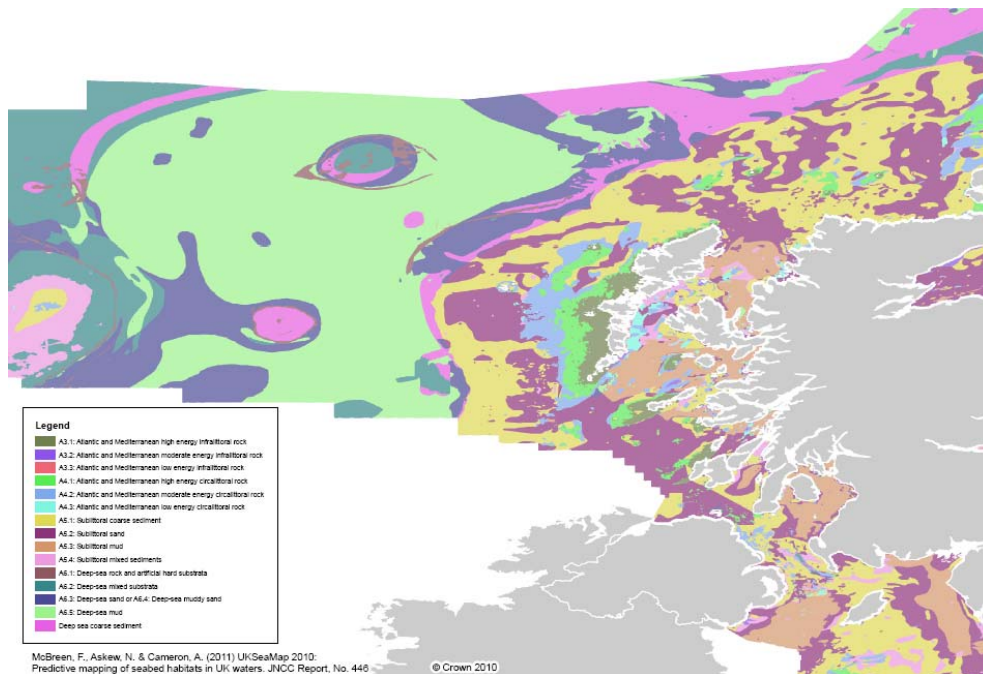 Legend
A3.1: Atlantic and Mediterranean high energy infralittoral rock
A3.2: Atlantic and Mediterranean moderate energy infralittoral rock
A3.3: Atlantic and Mediterranean low energy infralittoral rock
A4.1: Atlantic and Mediterranean high energy circalittoral rock
A4.2: Atlantic and Mediterranean moderate energy circalittoral rock
A4.3: Atlantic and Mediterranean low energy circalittoral rock
A5.1: Sublittoral coarse sediment
A5.2: Sublittoral sand
A5.3: Sublittoral mud
A5.4: Sublittoral mixed sediments
A6.1: Deep-sea rock and artificial hard substrata
A6.2: Deep-sea mixed substrata
A6.3: Deep-sea sand or A6.4: Deep-sea muddy sand
A6.5: Deep-sea mud
Deep sea coarse sediment
McBreen, F., Askew, N. & Cameron, A. (2011) UKSeaMap 2010:
Predictive mapping of seabed habitats in UK waters. JNCC Report, No. 446
© Crown 2010